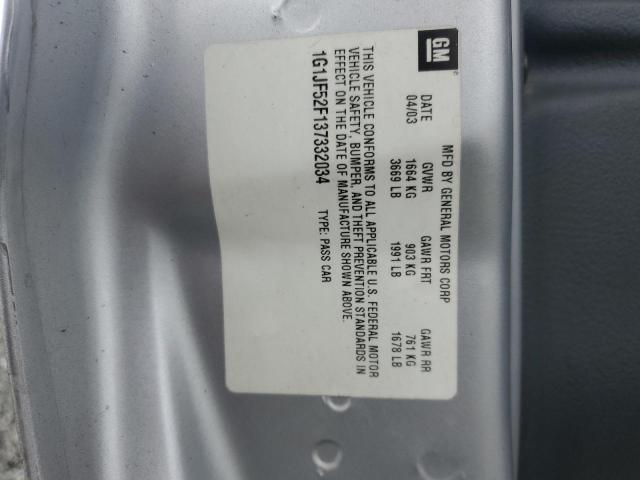 GM
MFD BY GENERAL MOTORS CORP
DATE GVWR GAWR FRT GAWR RR
04/03 1664 KG 903 KG 761 KG
3669 LB 1991 LB 1678 LB
THIS VEHICLE CONFORMS TO ALL APPLICABLE U.S. FEDERAL MOTOR
VEHICLE SAFETY, BUMPER, AND THEFT PREVENTION STANDARDS IN
EFFECT ON THE DATE OF MANUFACTURE SHOWN ABOVE.
1G1JF52F137332034 TYPE: PASS CAR